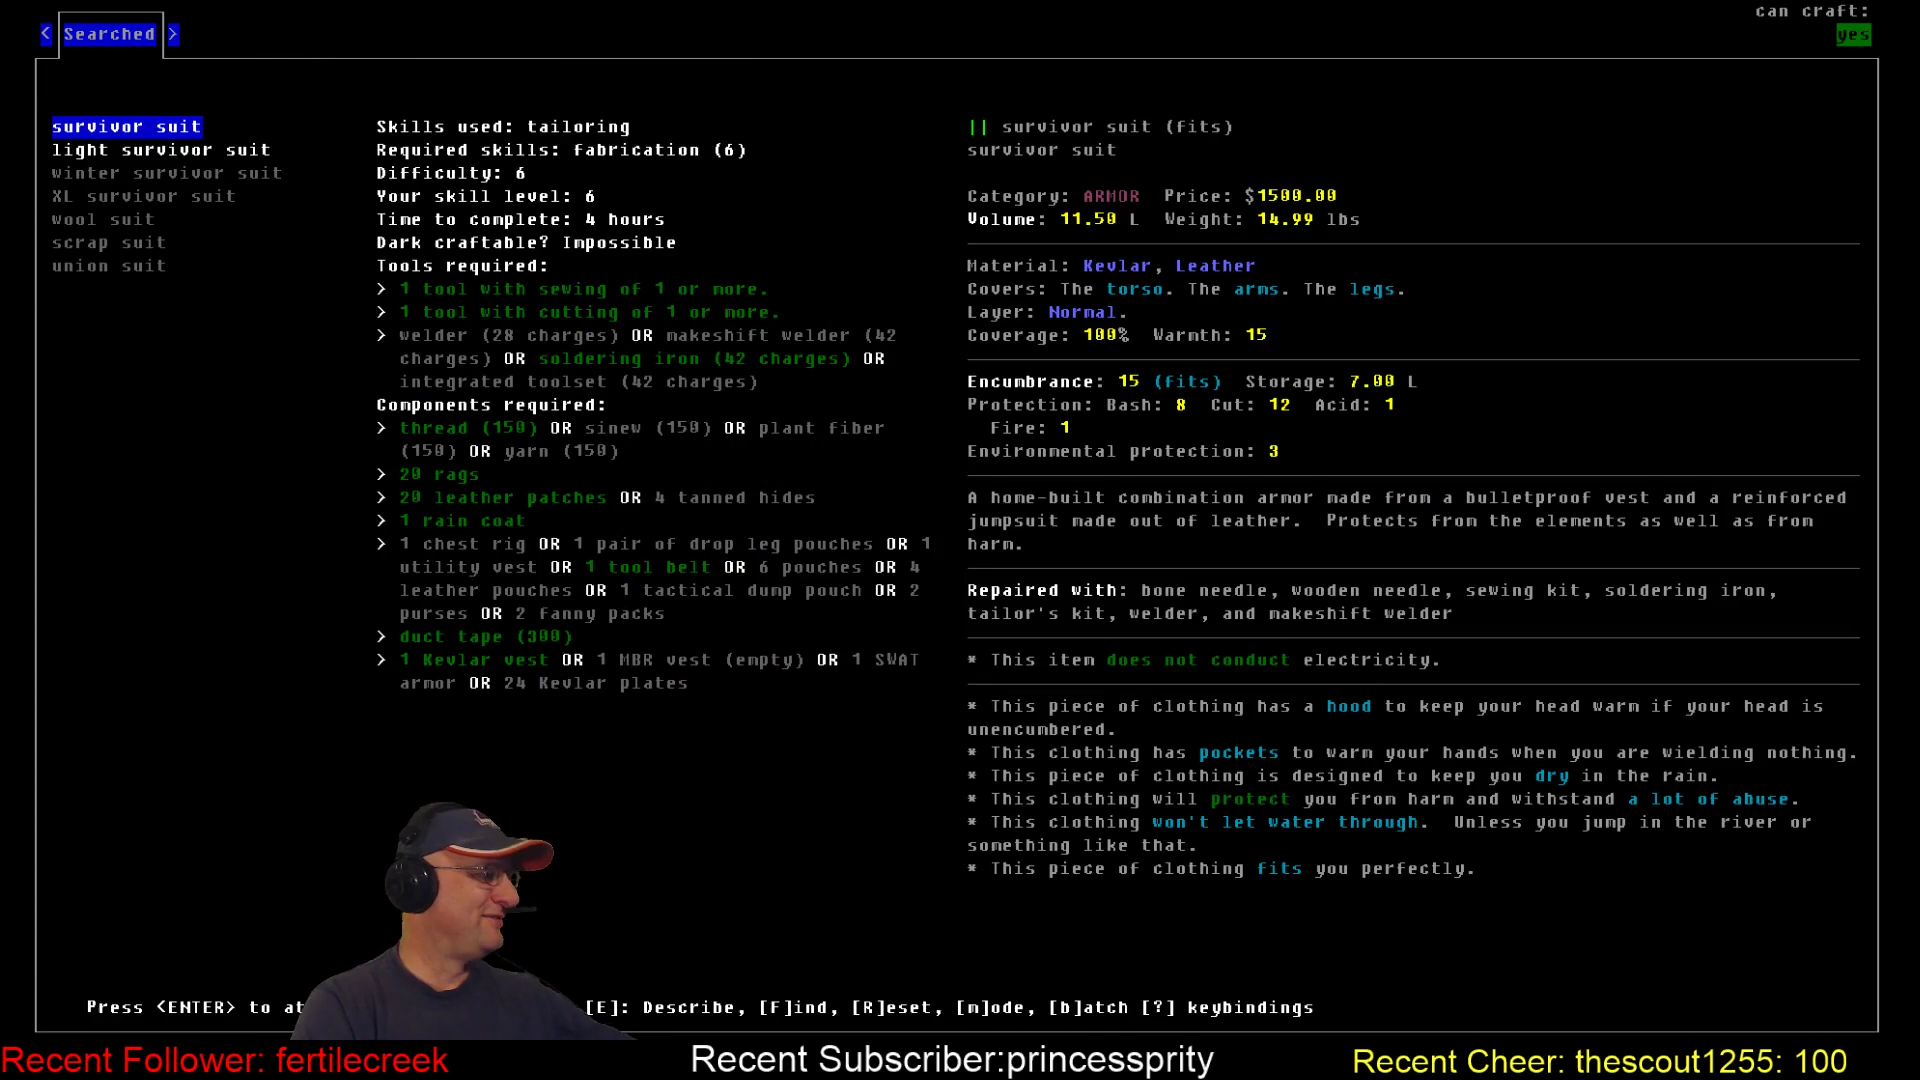 can craft:
< Searched >
yes
survivor suit
light survivor suit
winter survivor suit
XL survivor suit
wool suit
scrap suit
union suit
Skills used: tailoring
Required skills: fabrication (6)
Difficulty: 6
Your skill level: 6
Time to complete: 4 hours
Dark craftable? Impossible
Tools required:
> 1 tool with sewing of 1 or more.
> 1 tool with cutting of 1 or more.
> welder (28 charges) OR makeshift welder (42
charges) OR soldering iron (42 charges) OR
integrated toolset (42 charges)
Components required:
> thread (150) OR sinew (150) OR plant fiber
(150) OR yarn (150)
> 20 rags
> 20 leather patches OR 4 tanned hides
> 1 rain coat
> 1 chest rig OR 1 pair of drop leg pouches OR 1
utility vest OR 1 tool belt OR 6 pouches OR 4
leather pouches OR 1 tactical dump pouch OR 2
purses OR 2 fanny packs
> duct tape (300)
> 1 Kevlar vest OR 1 MBR vest (empty) OR 1 SWAT
armor OR 24 Kevlar plates
|| survivor suit (fits)
survivor suit
Category: ARMOR Price: $1500.00
Volume: 11.50 L Weight: 14.99 lbs
Material: Kevlar, Leather
Covers: The torso. The arms. The legs.
Layer: Normal.
Coverage: 100% Warmth: 15
Encumbrance: 15 (fits) Storage: 7.00 L
Protection: Bash: 8 Cut: 12 Acid: 1
Fire: 1
Environmental protection: 3
A home-built combination armor made from a bulletproof vest and a reinforced
jumpsuit made out of leather. Protects from the elements as well as from
harm.
Repaired with: bone needle, wooden needle, sewing kit, soldering iron,
tailor's kit, welder, and makeshift welder
* This item does not conduct electricity.
* This piece of clothing has a hood to keep your head warm if your head is
unencumbered.
* This clothing has pockets to warm your hands when you are wielding nothing.
* This piece of clothing is designed to keep you dry in the rain.
* This clothing will protect you from harm and withstand a lot of abuse.
* This clothing won't let water through. Unless you jump in the river or
something like that.
* This piece of clothing fits you perfectly.
Press <ENTER> to at [E]: Describe, [F]ind, [R]eset, [m]ode, [b]atch [?] keybindings
Recent Follower: fertilecreek
Recent Subscriber:princessprity
Recent Cheer: thescout1255: 100